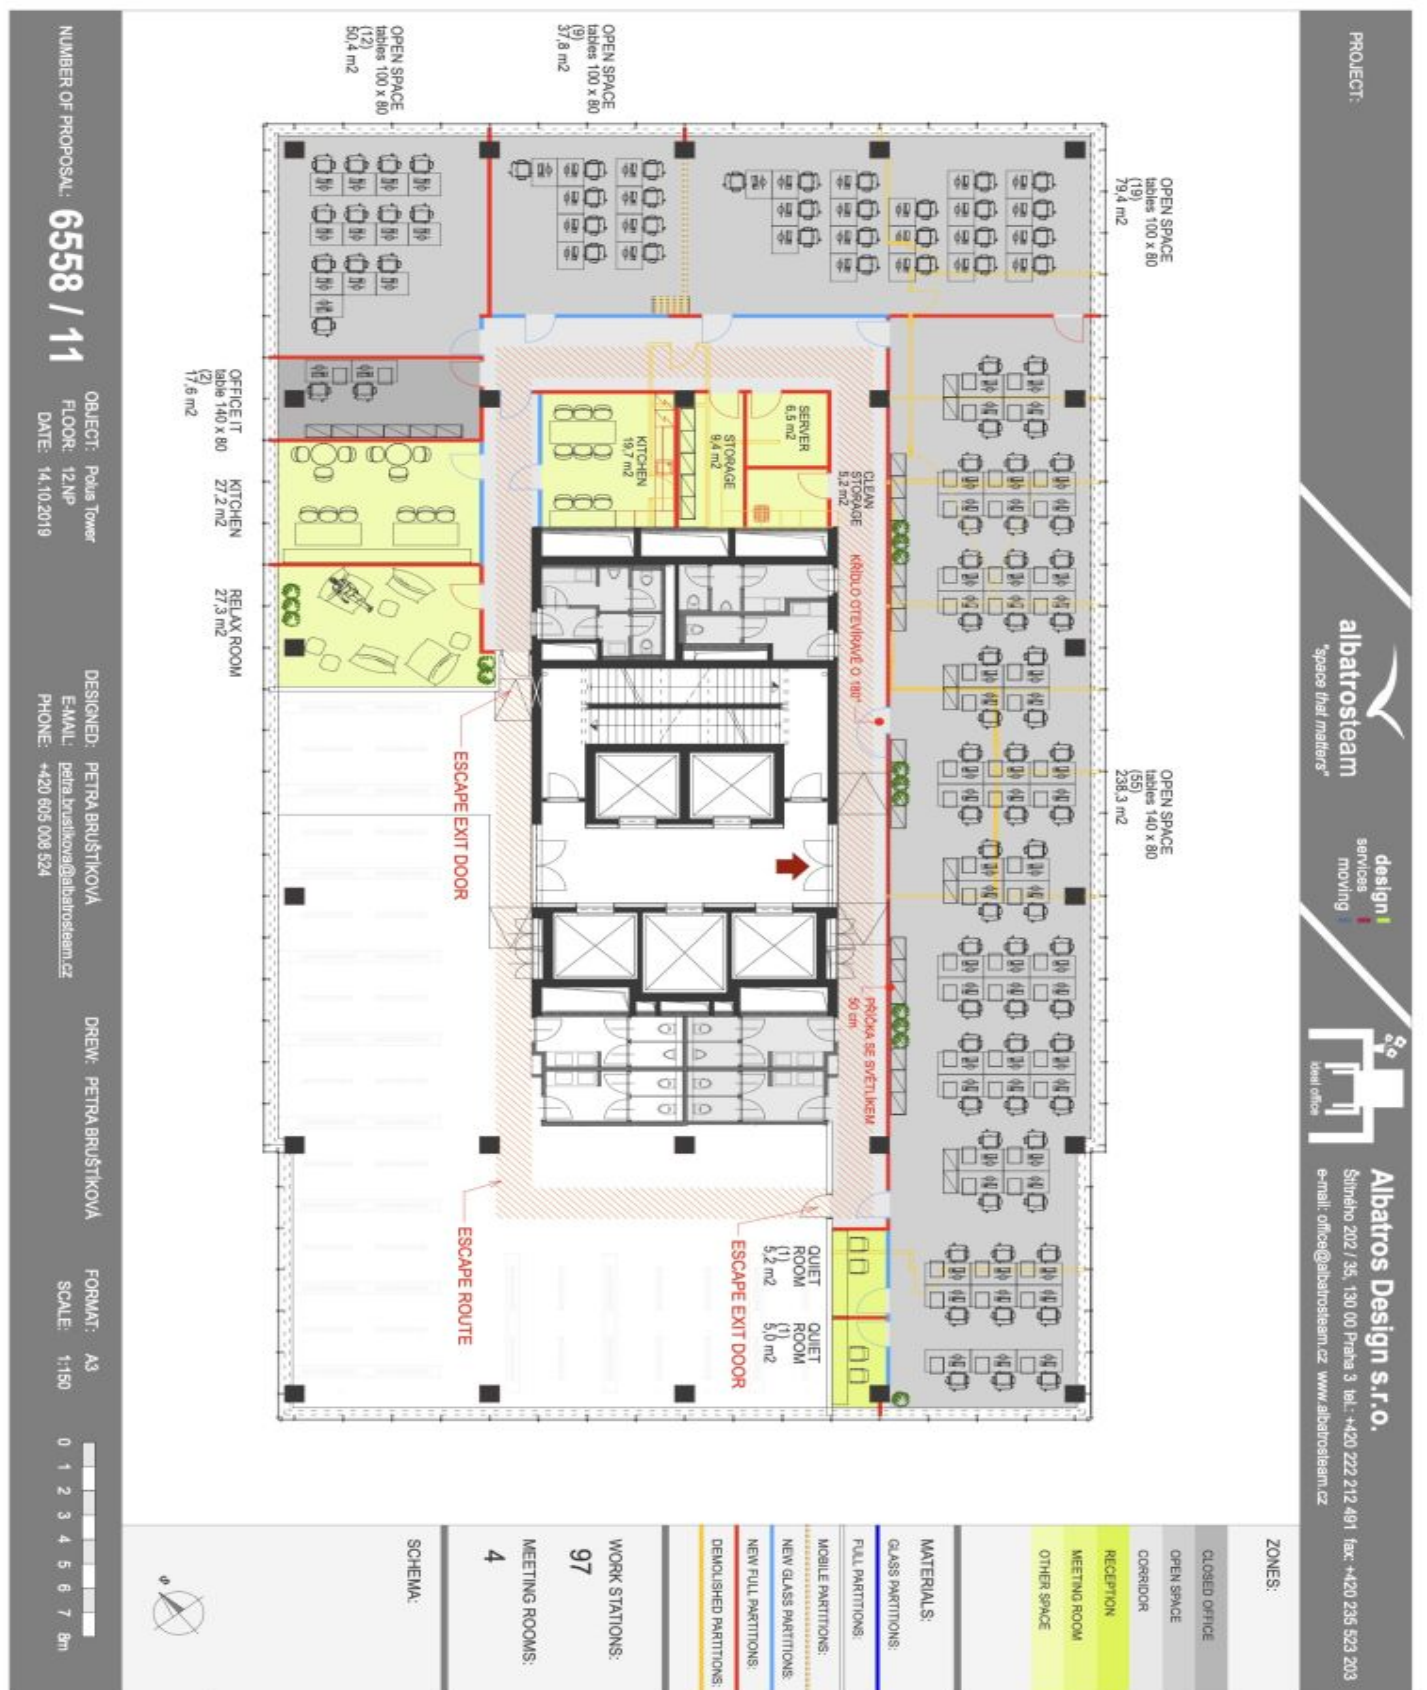 PROJECT:
albatrosteam
"space that matters"
design
services
moving
ideal office
Albatros Design s.r.o.
Štítného 202 / 35, 130 00 Praha 3 tel.: +420 222 212 491 fax: +420 235 523 203
e-mail: office@albatrosteam.cz www.albatrosteam.cz
OPEN SPACE
tables 100 x 80
(19)
79,4 m2
OPEN SPACE
tables 140 x 80
(55)
238,3 m2
OPEN SPACE
tables 100 x 80
(9)
37,8 m2
OPEN SPACE
tables 100 x 80
(12)
50,4 m2
SERVER
6,5 m2
STORAGE
9,4 m2
KITCHEN
19,7 m2
CLEAN
STORAGE
5,2 m2
KŘÍDLO OTEVÍRAVÉ O 180°
PŘÍČKA SE SVĚTLÍKEM
50 cm
OFFICE IT
table 140 x 80
(2)
17,6 m2
KITCHEN
27,2 m2
RELAX ROOM
27,3 m2
ESCAPE EXIT DOOR
ESCAPE ROUTE
ESCAPE EXIT DOOR
QUIET
ROOM
(1)
5,2 m2
QUIET
ROOM
(1)
5,0 m2
ZONES:
CLOSED OFFICE
OPEN SPACE
CORRIDOR
RECEPTION
MEETING ROOM
OTHER SPACE
MATERIALS:
GLASS PARTITIONS:
FULL PARTITIONS:
MOBILE PARTITIONS:
NEW GLASS PARTITIONS:
NEW FULL PARTITIONS:
DEMOLISHED PARTITIONS:
WORK STATIONS:
97
MEETING ROOMS:
4
SCHEMA:
S
NUMBER OF PROPOSAL: 6558 / 11
OBJECT: Polus Tower
FLOOR: 12.NP
DATE: 14.10.2019
DESIGNED: PETRA BRUŠTÍKOVÁ
E-MAIL: petra.brustikova@albatrosteam.cz
PHONE: +420 605 008 524
DREW: PETRA BRUŠTÍKOVÁ
FORMAT: A3
SCALE: 1:150
0 1 2 3 4 5 6 7 8m